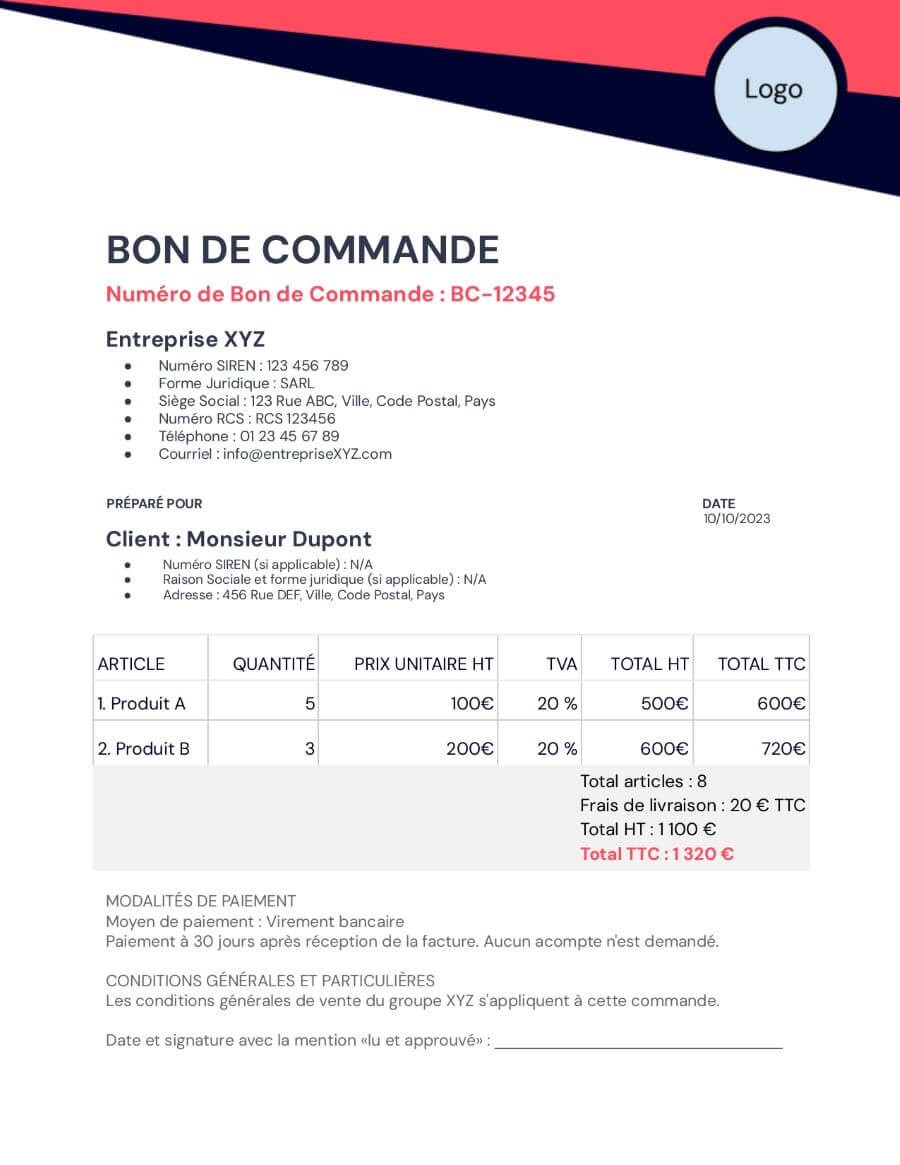 Logo
BON DE COMMANDE
Numéro de Bon de Commande : BC-12345
Entreprise XYZ
● Numéro SIREN : 123 456 789
● Forme Juridique : SARL
● Siège Social : 123 Rue ABC, Ville, Code Postal, Pays
● Numéro RCS : RCS 123456
● Téléphone : 01 23 45 67 89
● Courriel : info@entrepriseXYZ.com
PRÉPARÉ POUR
DATE
10/10/2023
Client : Monsieur Dupont
● Numéro SIREN (si applicable) : N/A
● Raison Sociale et forme juridique (si applicable) : N/A
● Adresse : 456 Rue DEF, Ville, Code Postal, Pays
ARTICLE QUANTITÉ PRIX UNITAIRE HT TVA TOTAL HT TOTAL TTC
1. Produit A 5 100€ 20 % 500€ 600€
2. Produit B 3 200€ 20 % 600€ 720€
Total articles : 8
Frais de livraison : 20 € TTC
Total HT : 1 100 €
Total TTC : 1 320 €
MODALITÉS DE PAIEMENT
Moyen de paiement : Virement bancaire
Paiement à 30 jours après réception de la facture. Aucun acompte n'est demandé.
CONDITIONS GÉNÉRALES ET PARTICULIÈRES
Les conditions générales de vente du groupe XYZ s'appliquent à cette commande.
Date et signature avec la mention «lu et approuvé» : ________________________________